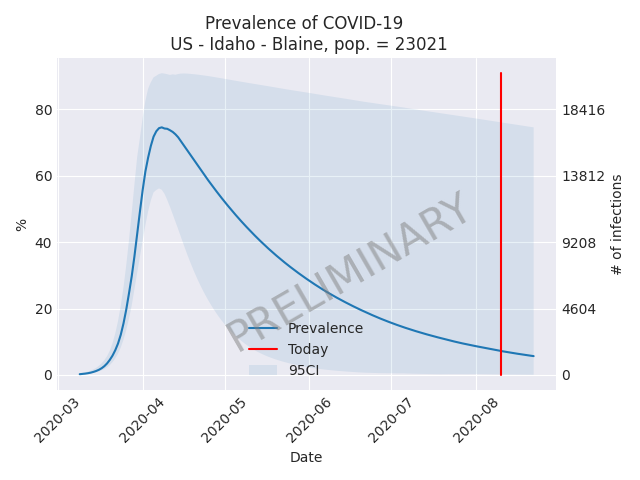 Prevalence of COVID-19
US - Idaho - Blaine, pop. = 23021
%
80
60
40
20
0
18416
13812
9208
4604
0
# of infections
PRELIMINARY
Prevalence
Today
95CI
2020-03
2020-04
2020-05
2020-06
2020-07
2020-08
Date